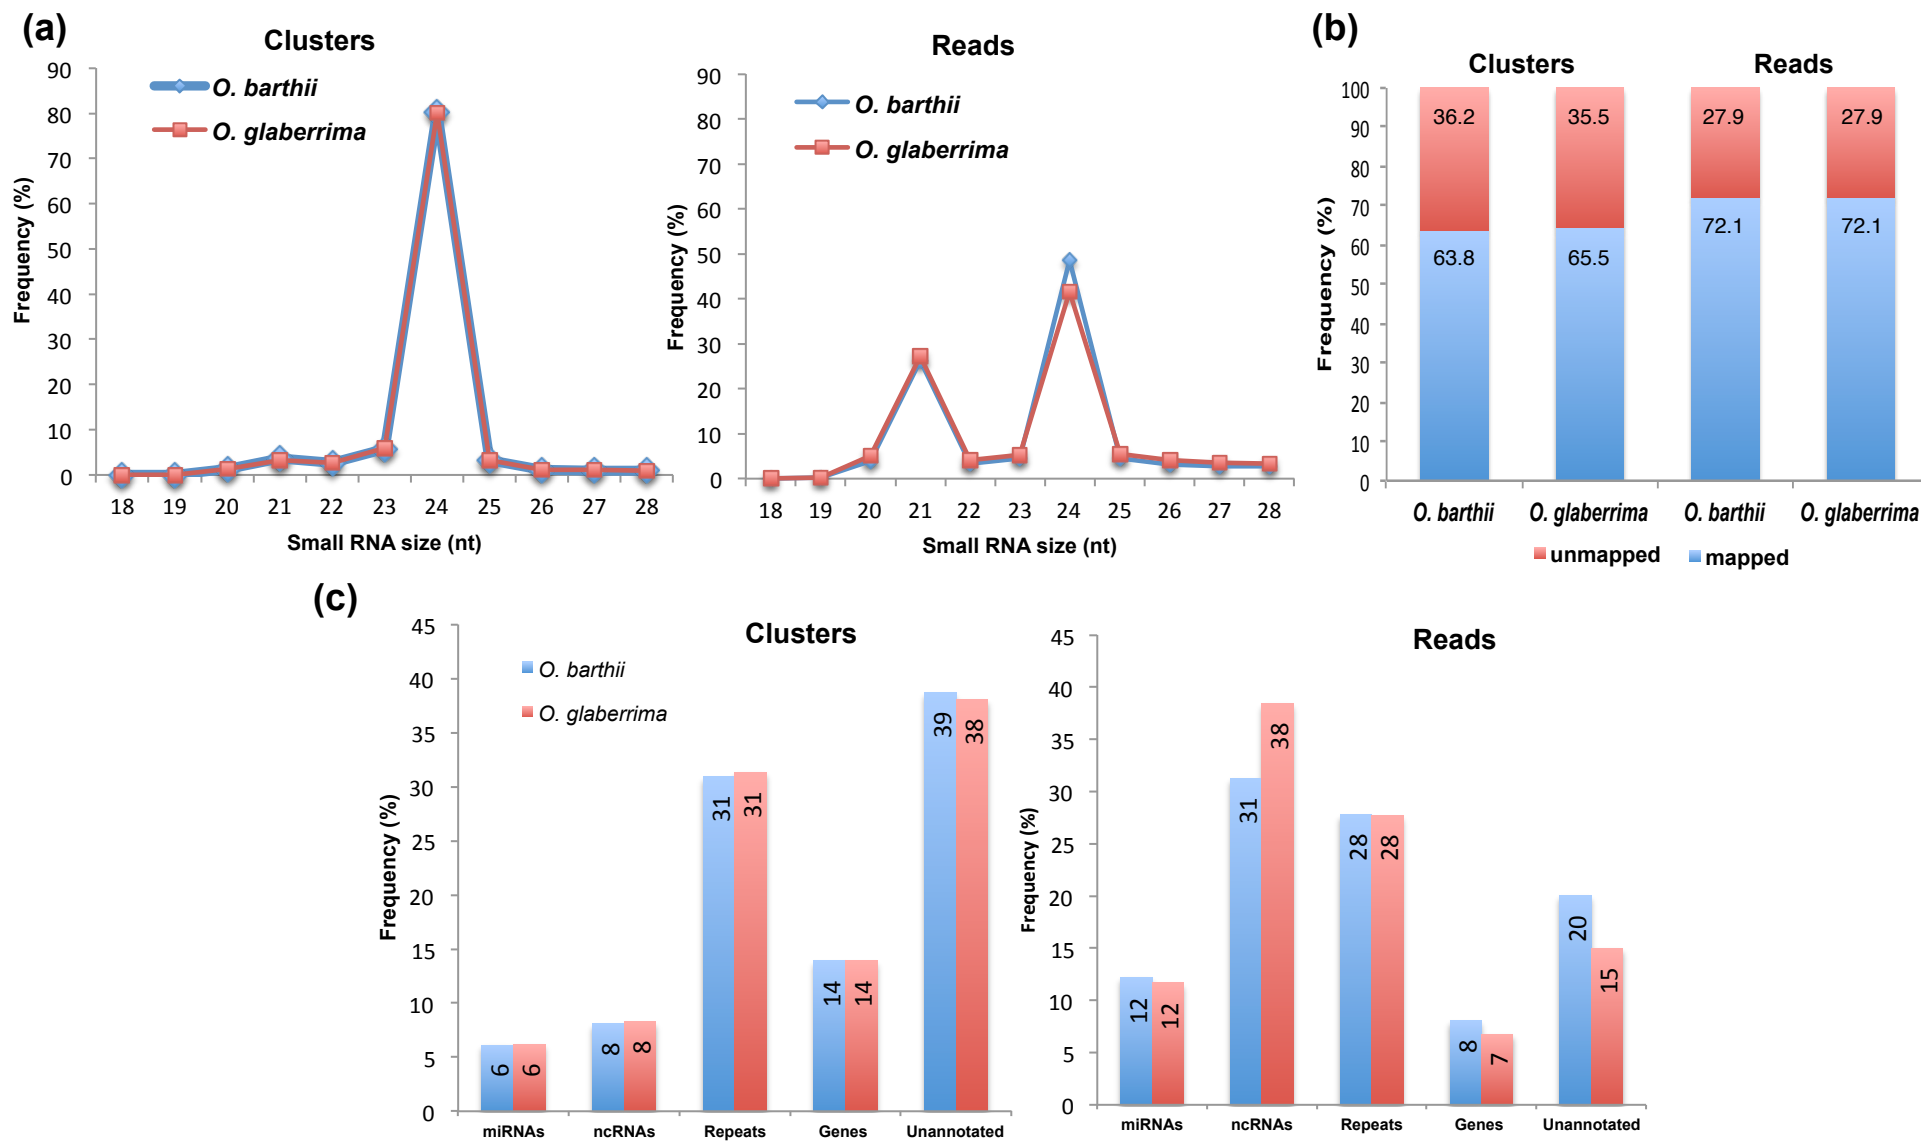 (a)
Clusters
O. barthii
O. glaberrima
Frequency (%)
90
80
70
60
50
40
30
20
10
0
18 19 20 21 22 23 24 25 26 27 28
Small RNA size (nt)
Reads
O. barthii
O. glaberrima
Frequency (%)
90
80
70
60
50
40
30
20
10
0
18 19 20 21 22 23 24 25 26 27 28
Small RNA size (nt)
(b)
Clusters Reads
Frequency (%)
100
90
80
70
60
50
40
30
20
10
0
36.2 35.5 27.9 27.9
63.8 65.5 72.1 72.1
O. barthii O. glaberrima O. barthii O. glaberrima
unmapped mapped
(c)
Clusters
O. barthii
O. glaberrima
Frequency (%)
45
40
35
30
25
20
15
10
5
0
6 6 8 8 31 31 14 14 39 38
miRNAs ncRNAs Repeats Genes Unannotated
Reads
Frequency (%)
45
40
35
30
25
20
15
10
5
0
12 12 31 38 28 28 8 7 20 15
miRNAs ncRNAs Repeats Genes Unannotated